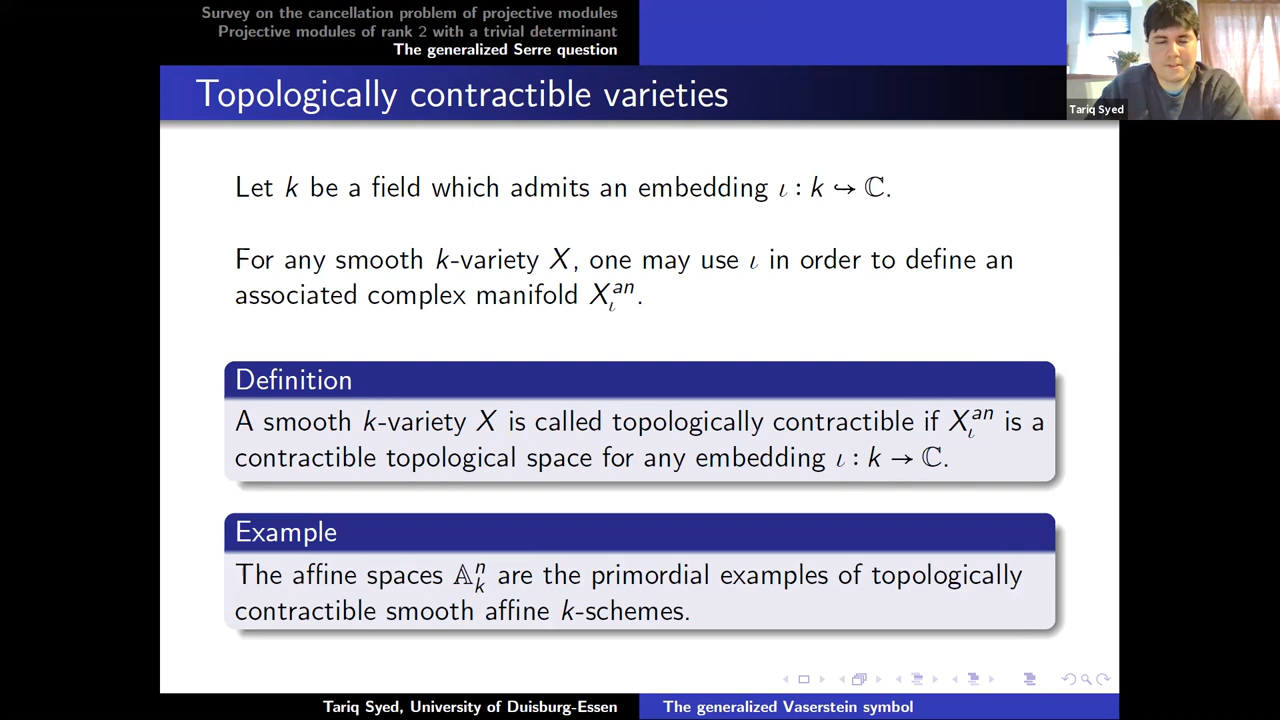 Survey on the cancellation problem of projective modules
Projective modules of rank 2 with a trivial determinant
The generalized Serre question
Topologically contractible varieties
Tariq Syed
Let k be a field which admits an embedding ι : k ↪ ℂ.
For any smooth k-variety X, one may use ι in order to define an
associated complex manifold X_ι^{an}.
Definition
A smooth k-variety X is called topologically contractible if X_ι^{an} is a
contractible topological space for any embedding ι : k → ℂ.
Example
The affine spaces 𝔸_k^n are the primordial examples of topologically
contractible smooth affine k-schemes.
Tariq Syed, University of Duisburg-Essen
The generalized Vaserstein symbol